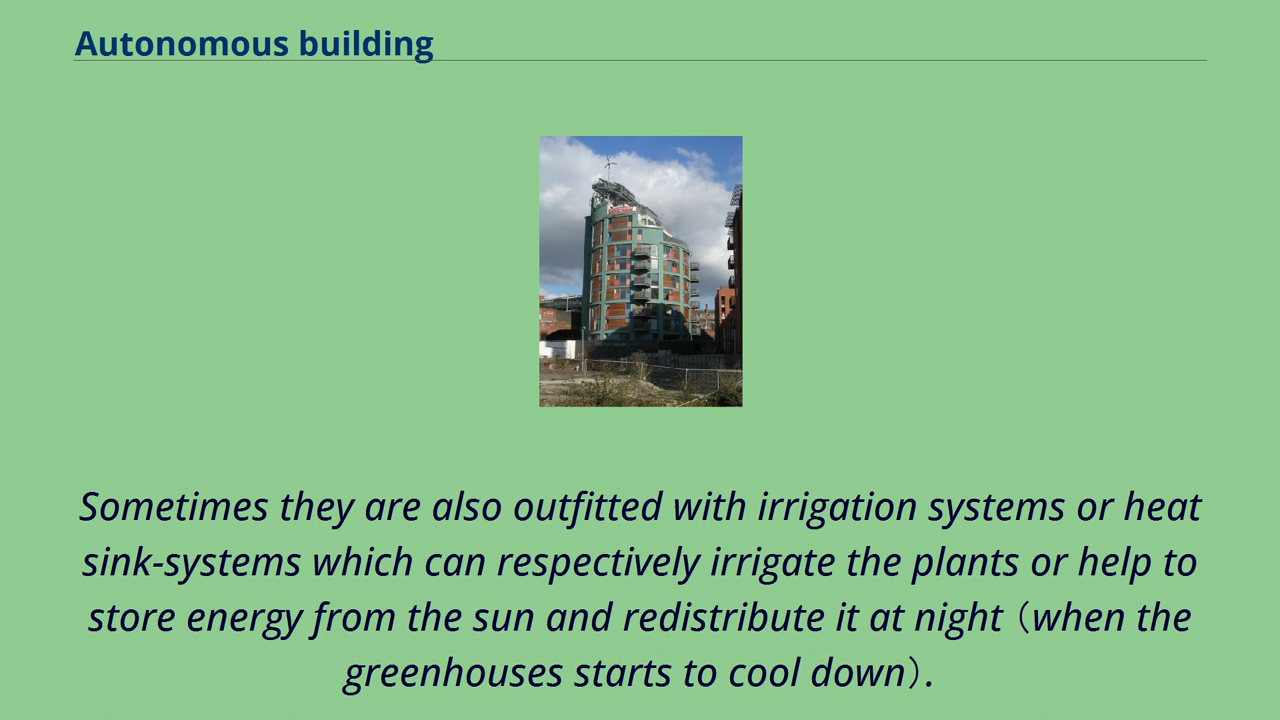 Autonomous building
Sometimes they are also outfitted with irrigation systems or heat
sink-systems which can respectively irrigate the plants or help to
store energy from the sun and redistribute it at night（when the
greenhouses starts to cool down）.